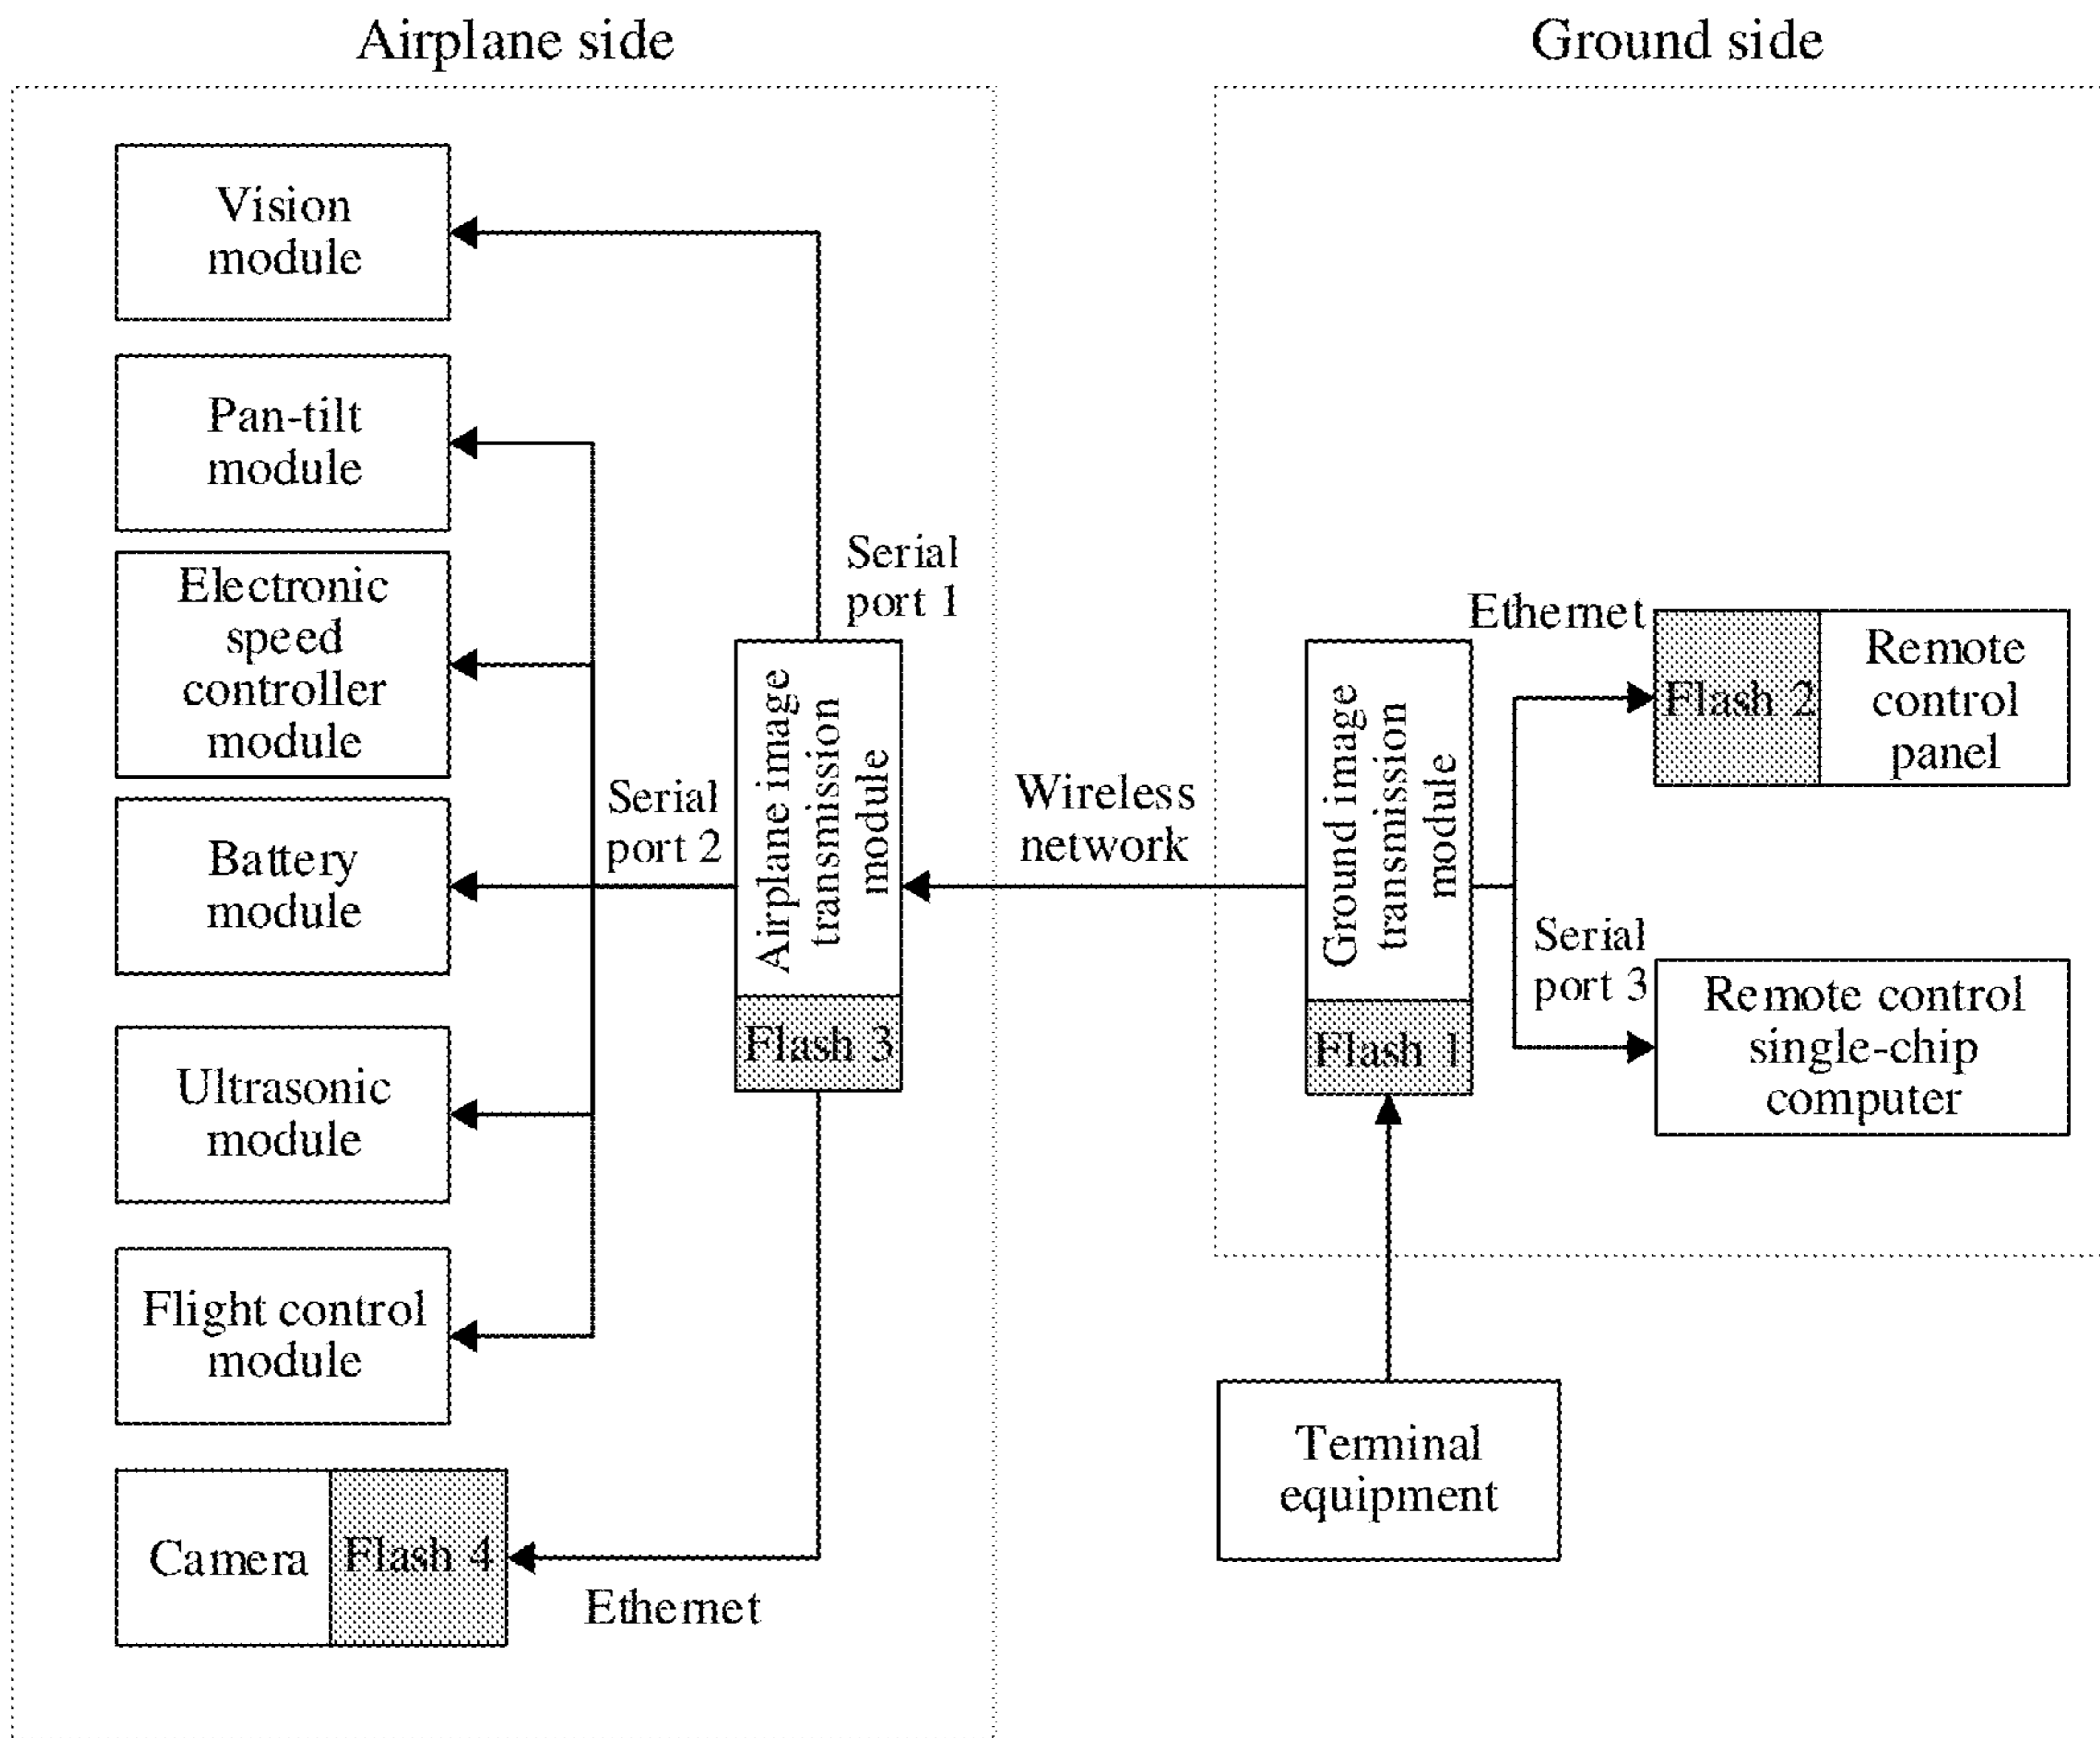 Airplane side
Ground side
Vision
module
Pan-tilt
module
Electronic
speed
controller
module
Battery
module
Ultrasonic
module
Flight control
module
Camera
Flash 4
Ethernet
Serial
port 1
Serial
port 2
Airplane image
transmission
module
Flash 3
Wireless
network
Ground image
transmission
module
Flash 1
Ethernet
Flash 2
Remote
control
panel
Serial
port 3
Remote control
single-chip
computer
Terminal
equipment